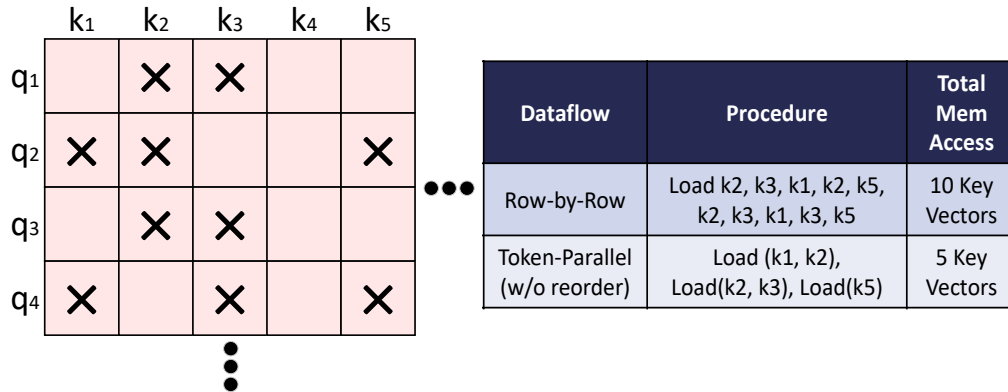 k1 k2 k3 k4 k5
q1
q2
q3
q4
Dataflow
Procedure
Total
Mem
Access
Row-by-Row
Load k2, k3, k1, k2, k5,
k2, k3, k1, k3, k5
10 Key
Vectors
Token-Parallel
(w/o reorder)
Load (k1, k2),
Load(k2, k3), Load(k5)
5 Key
Vectors